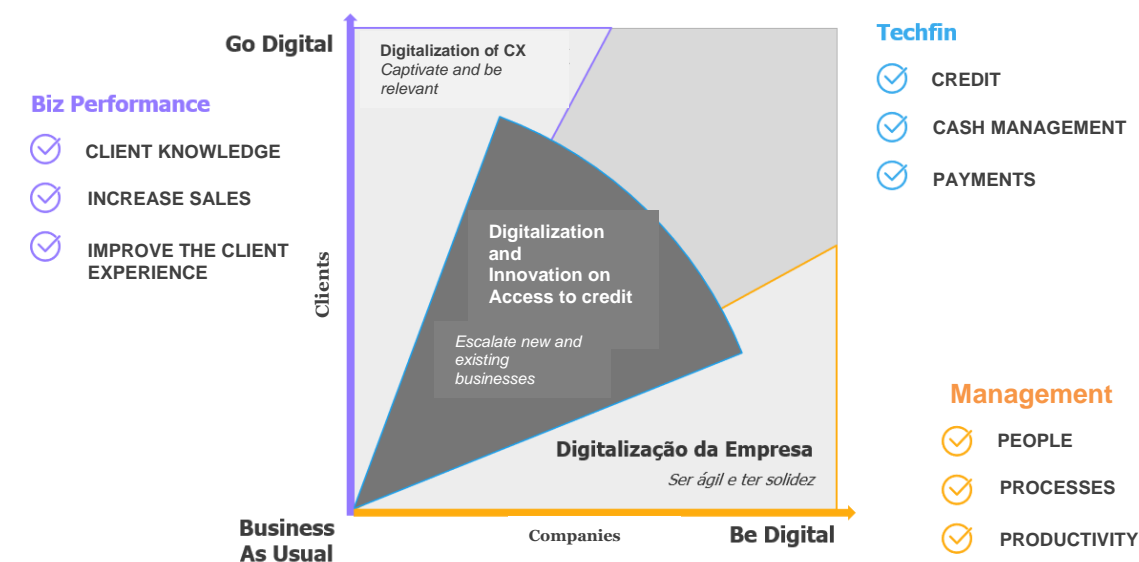 Go Digital
Digitalization of CX
Captivate and be
relevant
Techfin
CREDIT
CASH MANAGEMENT
PAYMENTS
Biz Performance
CLIENT KNOWLEDGE
INCREASE SALES
IMPROVE THE CLIENT
EXPERIENCE
Clients
Digitalization
and
Innovation on
Access to credit
Escalate new and
existing
businesses
Digitalização da Empresa
Ser ágil e ter solidez
Management
PEOPLE
PROCESSES
PRODUCTIVITY
Business
As Usual
Companies
Be Digital